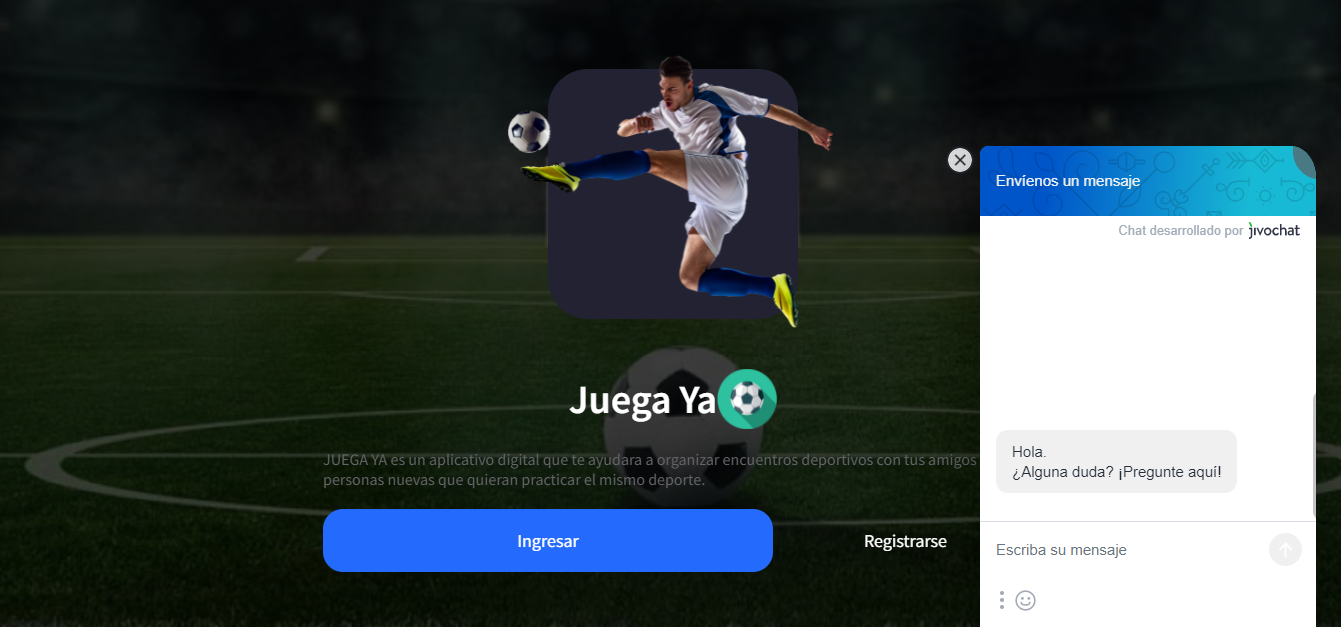 Envíenos un mensaje
Chat desarrollado por jivochat
Juega Ya
JUEGA YA es un aplicativo digital que te ayudara a organizar encuentros deportivos con tus amigos
personas nuevas que quieran practicar el mismo deporte.
Hola.
¿Alguna duda? ¡Pregunte aquí!
Ingresar
Registrarse
Escriba su mensaje